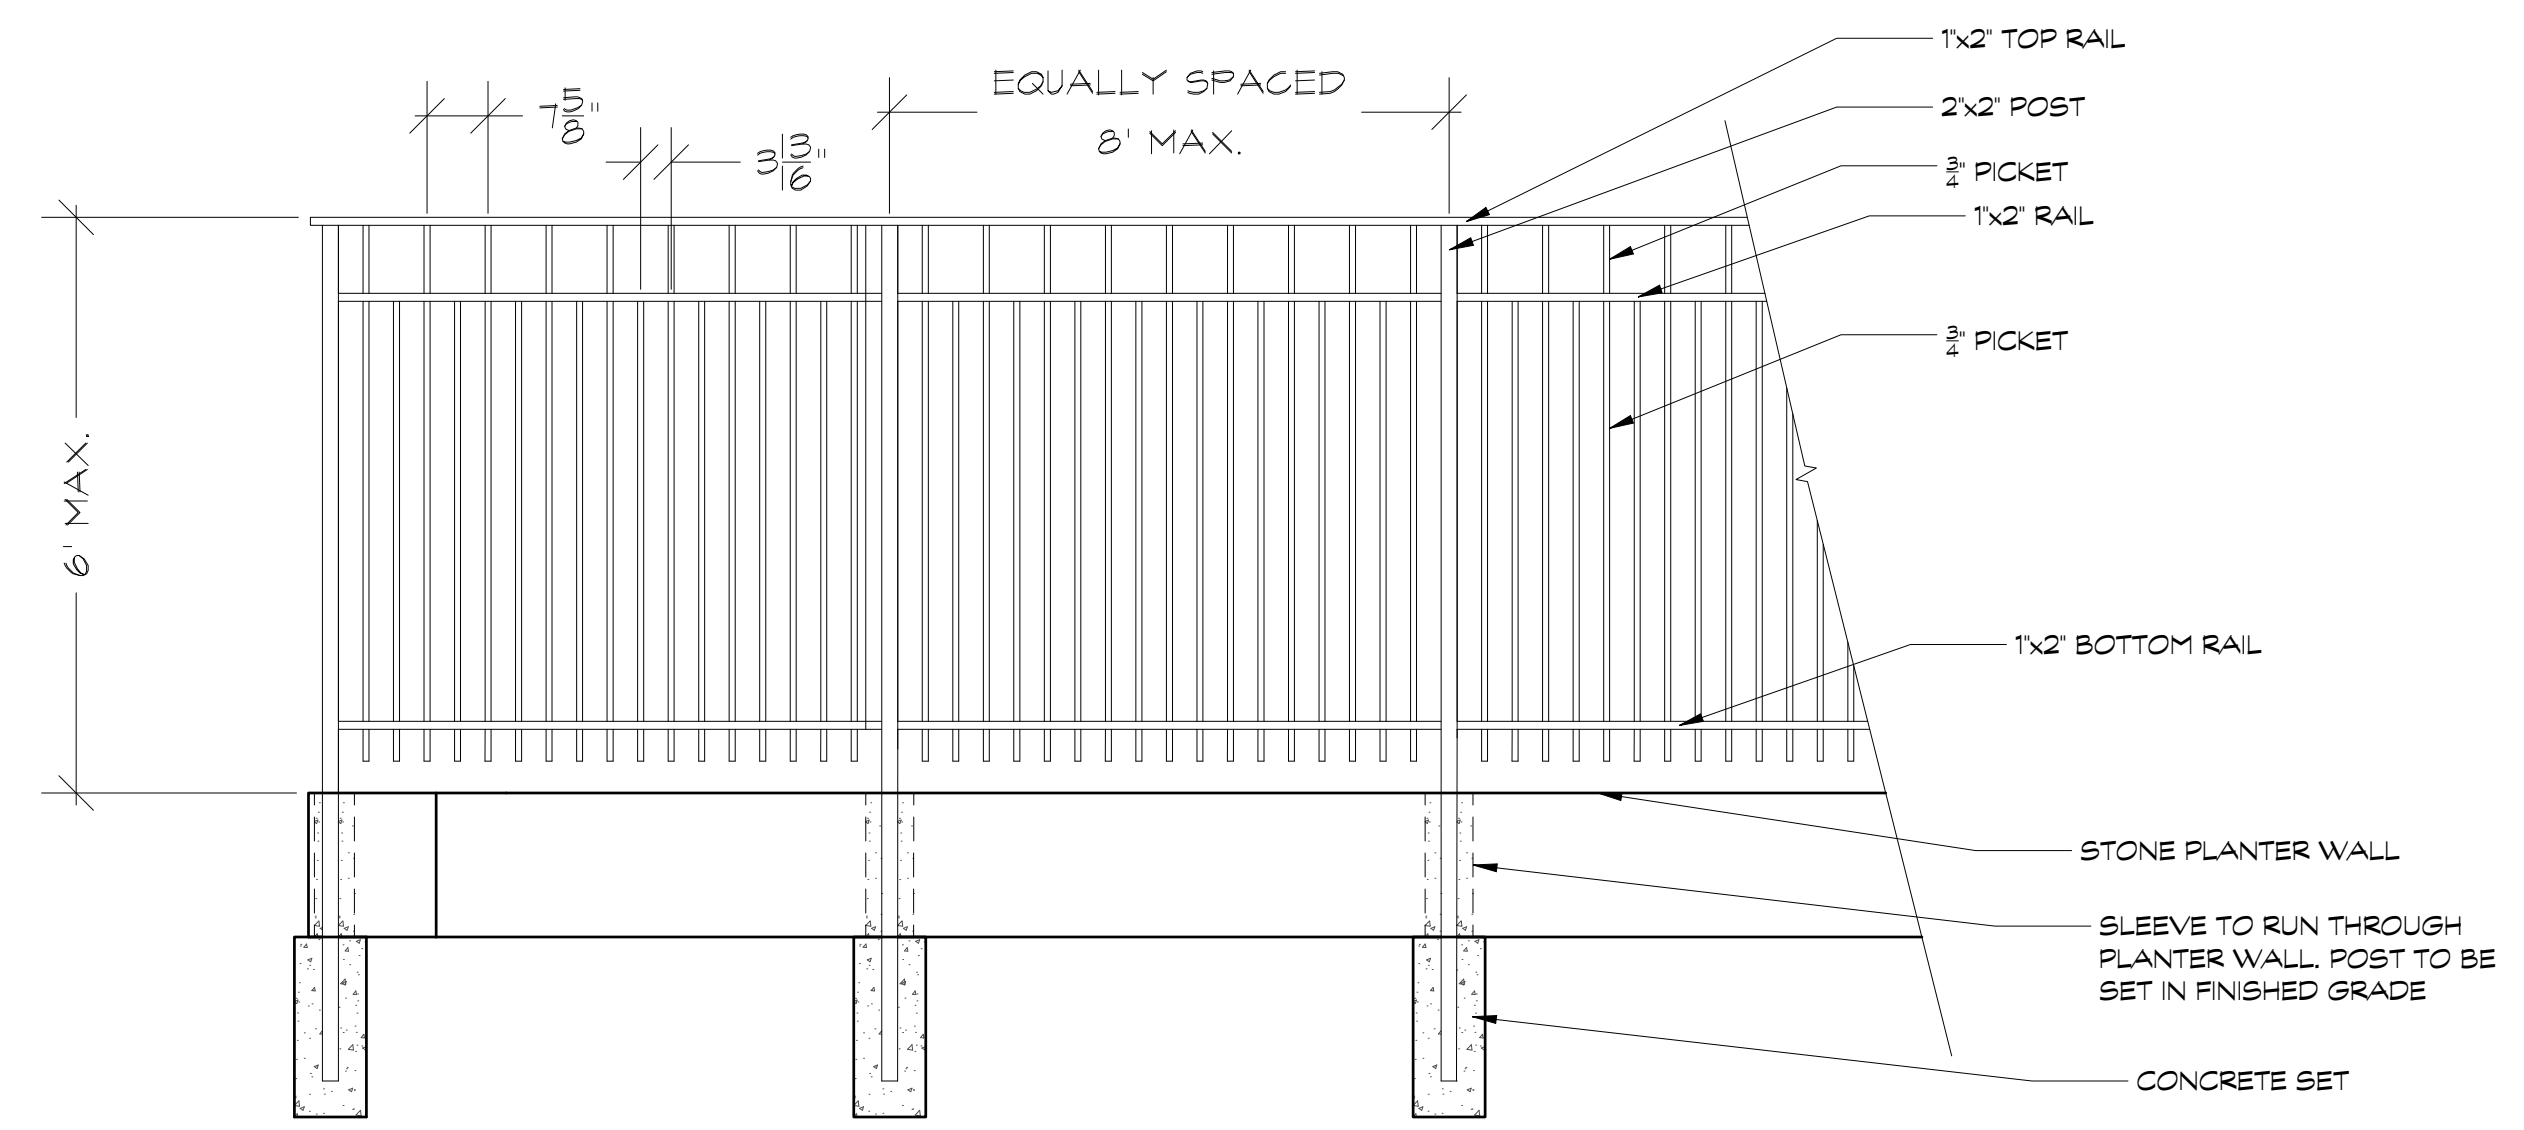 1"x2" TOP RAIL
EQUALLY SPACED
8' MAX.
7 5/8"
2"x2" POST
3 13/16"
3/4" PICKET
1"x2" RAIL
3/4" PICKET
6' MAX.
1"x2" BOTTOM RAIL
STONE PLANTER WALL
SLEEVE TO RUN THROUGH
PLANTER WALL. POST TO BE
SET IN FINISHED GRADE
CONCRETE SET